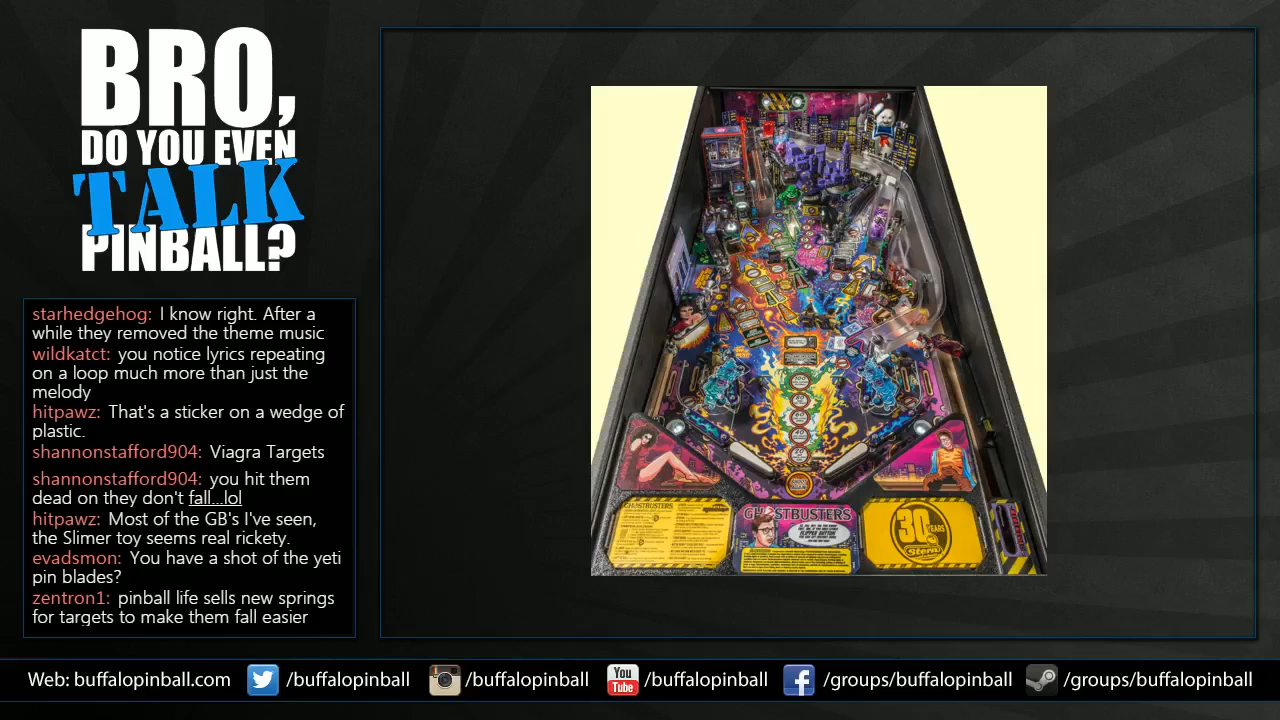 BRO,
DO YOU EVEN
TALK
PINBALL?
starhedgehog: I know right. After a
while they removed the theme music
wildkatct: you notice lyrics repeating
on a loop much more than just the
melody
hitpawz: That's a sticker on a wedge of
plastic.
shannonstafford904: Viagra Targets
shannonstafford904: you hit them
dead on they don't fall...lol
hitpawz: Most of the GB's I've seen,
the Slimer toy seems real rickety.
evadsmon: You have a shot of the yeti
pin blades?
zentron1: pinball life sells new springs
for targets to make them fall easier
GHOSTBUSTERS
GHOSTBUSTERS
FLIPPER BUTTON
30
YEARS
Stern
Web: buffalopinball.com /buffalopinball /buffalopinball You Tube /buffalopinball /groups/buffalopinball /groups/buffalopinball